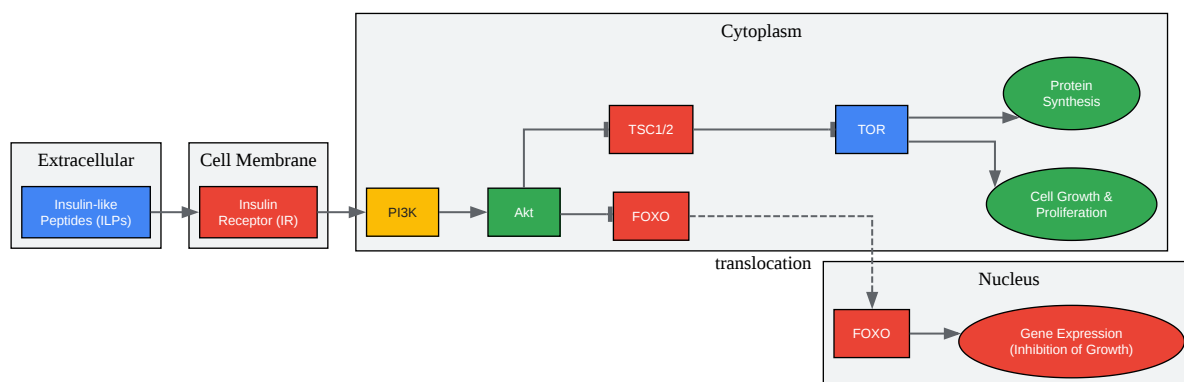 Cytoplasm
Protein
Synthesis
TSC1/2
TOR
Extracellular
Cell Membrane
Insulin-like
Peptides (ILPs)
Insulin
Receptor (IR)
PI3K
Akt
FOXO
Cell Growth &
Proliferation
translocation
Nucleus
FOXO
Gene Expression
(Inhibition of Growth)